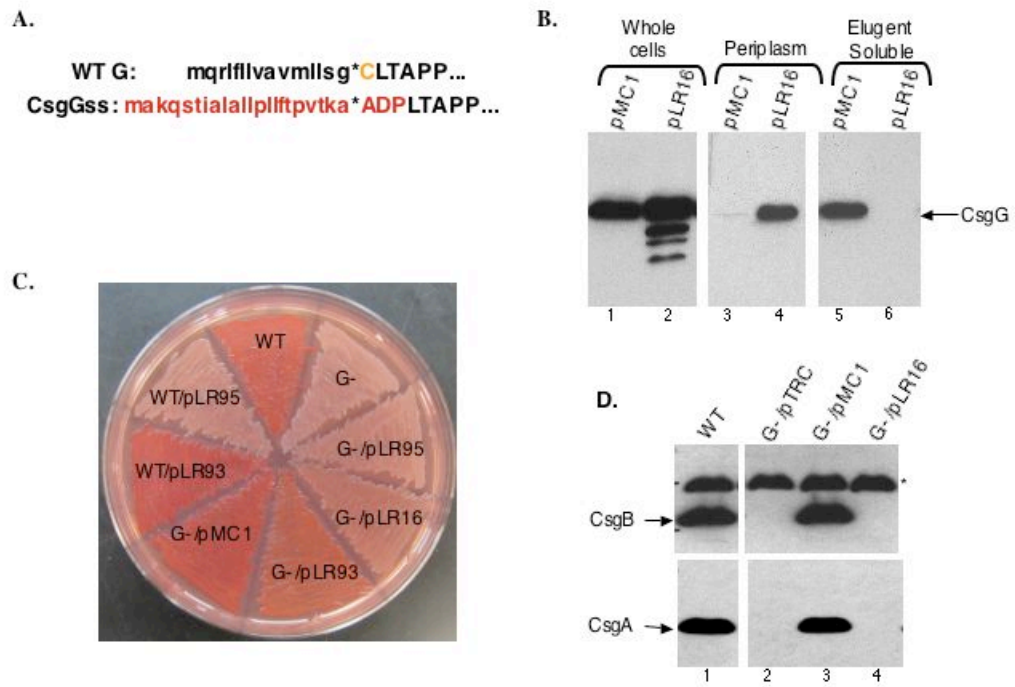 A.
WT G: mqrlfllvavmllsg*CLTAPP...
CsgGss: makqstialallpllftpvtka*ADPLTAPP...
B.
Whole cells
Periplasm
Elugent Soluble
pMC1 pLR16 pMC1 pLR16 pMC1 pLR16
CsgG
1 2 3 4 5 6
C.
WT
G-
WT/pLR95
G-/pLR95
WT/pLR93
G-/pLR16
G-/pMC1
G-/pLR93
D.
WT G-/pTRC G-/pMC1 G-/pLR16
*
CsgB
CsgA
1 2 3 4